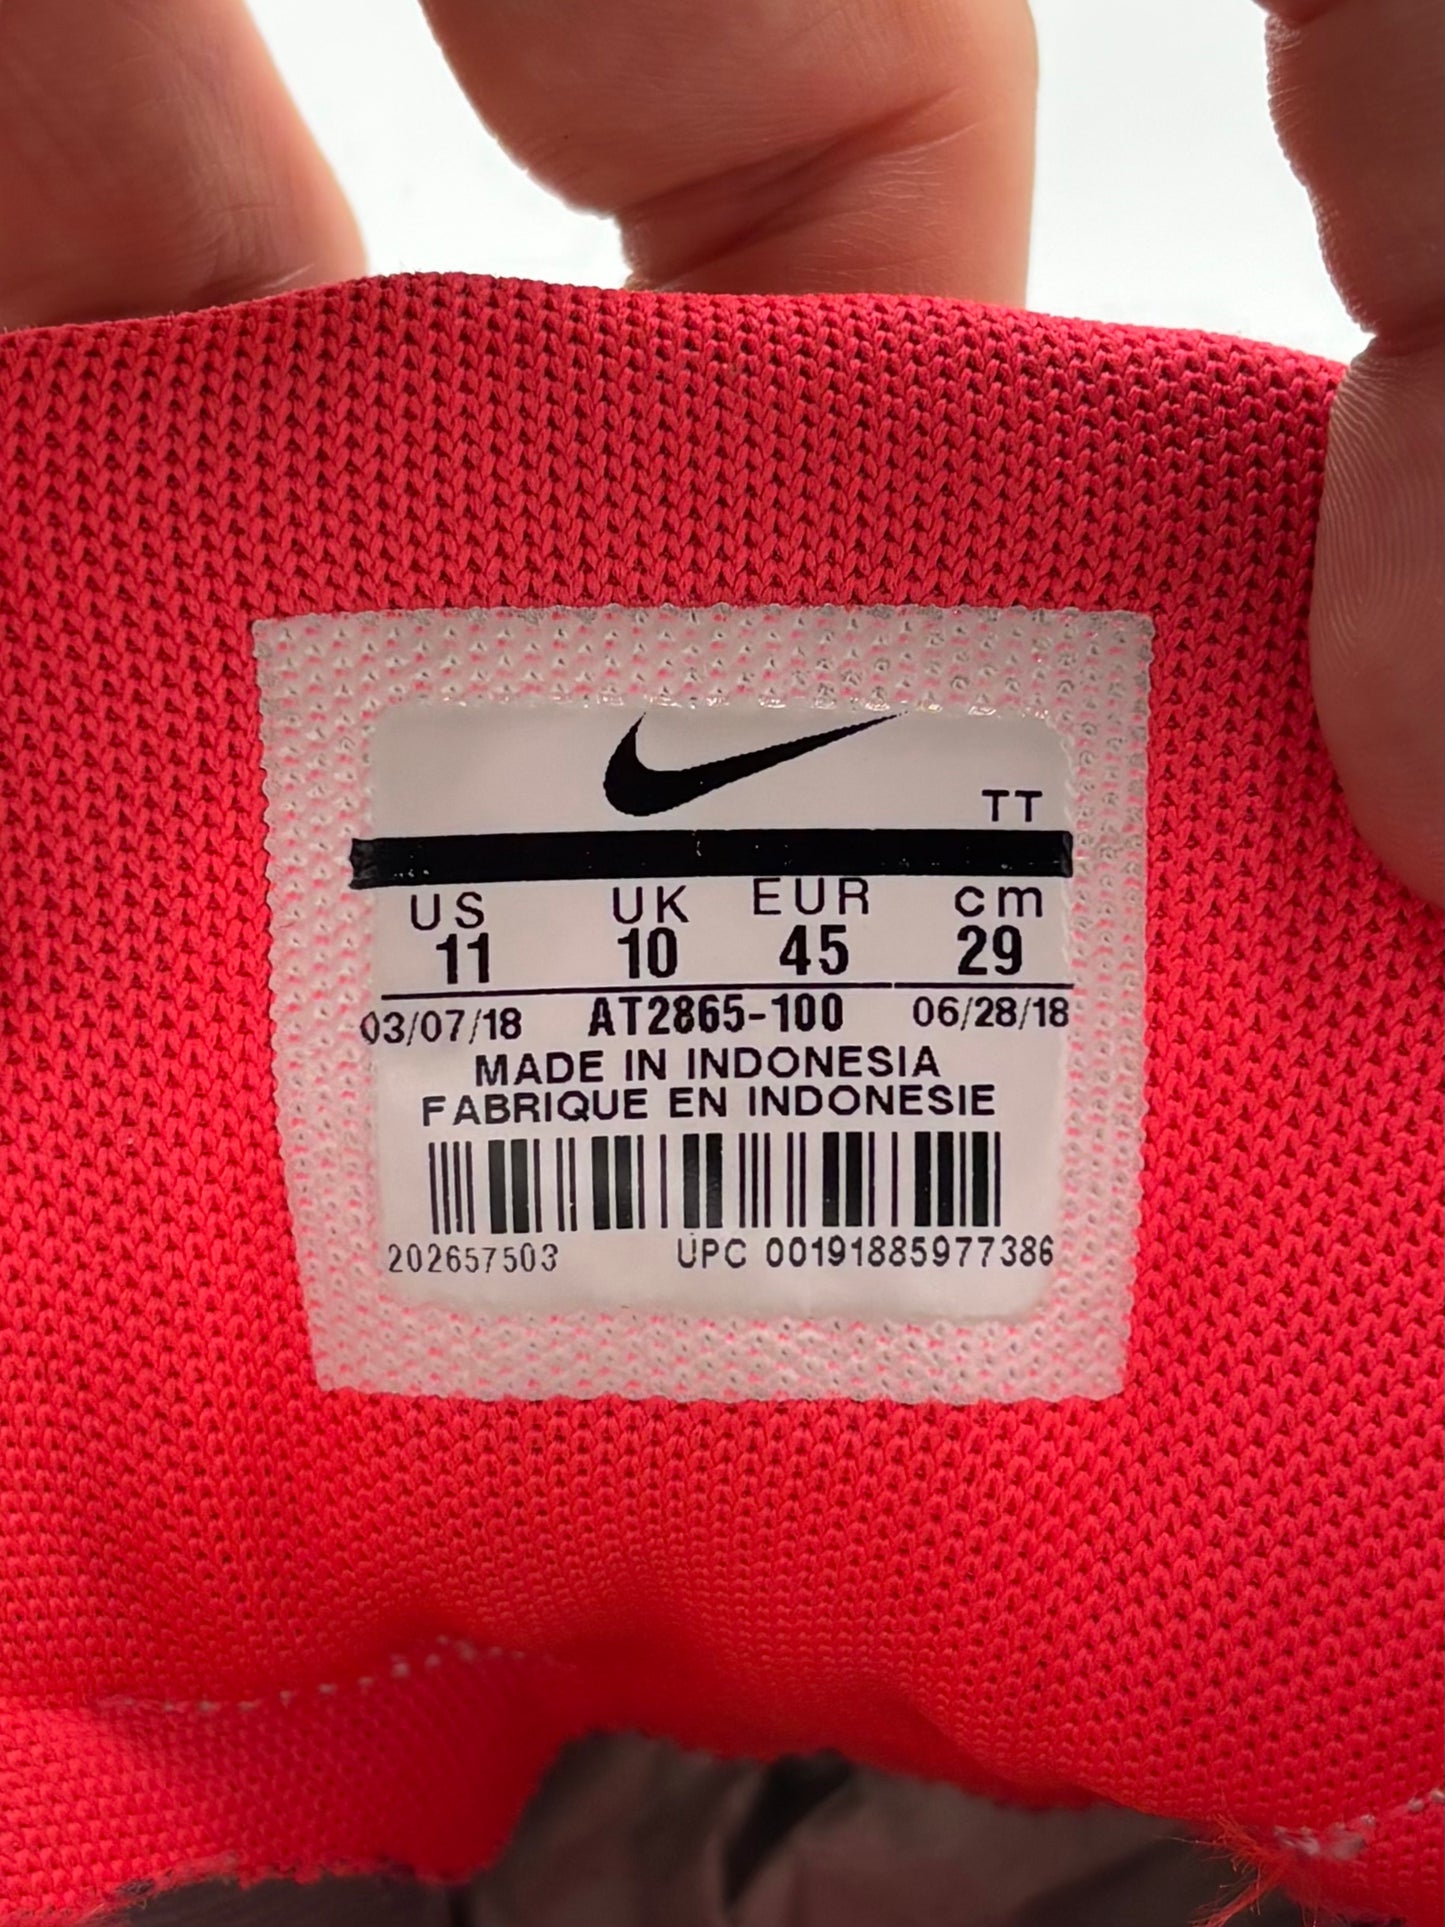 TT
US UK EUR cm
11 10 45 29
03/07/18 AT2865-100 06/28/18
MADE IN INDONESIA
FABRIQUE EN INDONESIE
202657503 UPC 00191885977386